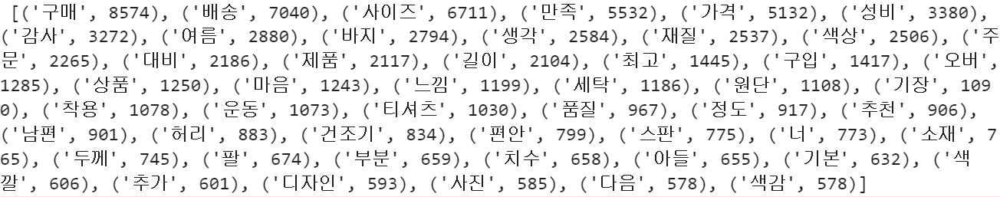 [('구매', 8574), ('배송', 7040), ('사이즈', 6711), ('만족', 5532), ('가격', 5132), ('성비', 3380),
('감사', 3272), ('여름', 2880), ('바지', 2794), ('생각', 2584), ('재질', 2537), ('색상', 2506), ('주
문', 2265), ('대비', 2186), ('제품', 2117), ('길이', 2104), ('최고', 1445), ('구입', 1417), ('오버',
1285), ('상품', 1250), ('마음', 1243), ('느낌', 1199), ('세탁', 1186), ('원단', 1108), ('기장', 109
0), ('착용', 1078), ('운동', 1073), ('티셔츠', 1030), ('품질', 967), ('정도', 917), ('추천', 906),
('남편', 901), ('허리', 883), ('건조기', 834), ('편안', 799), ('스판', 775), ('너', 773), ('소재', 7
65), ('두께', 745), ('팔', 674), ('부분', 659), ('치수', 658), ('아들', 655), ('기본', 632), ('색
깔', 606), ('추가', 601), ('디자인', 593), ('사진', 585), ('다음', 578), ('색감', 578)]